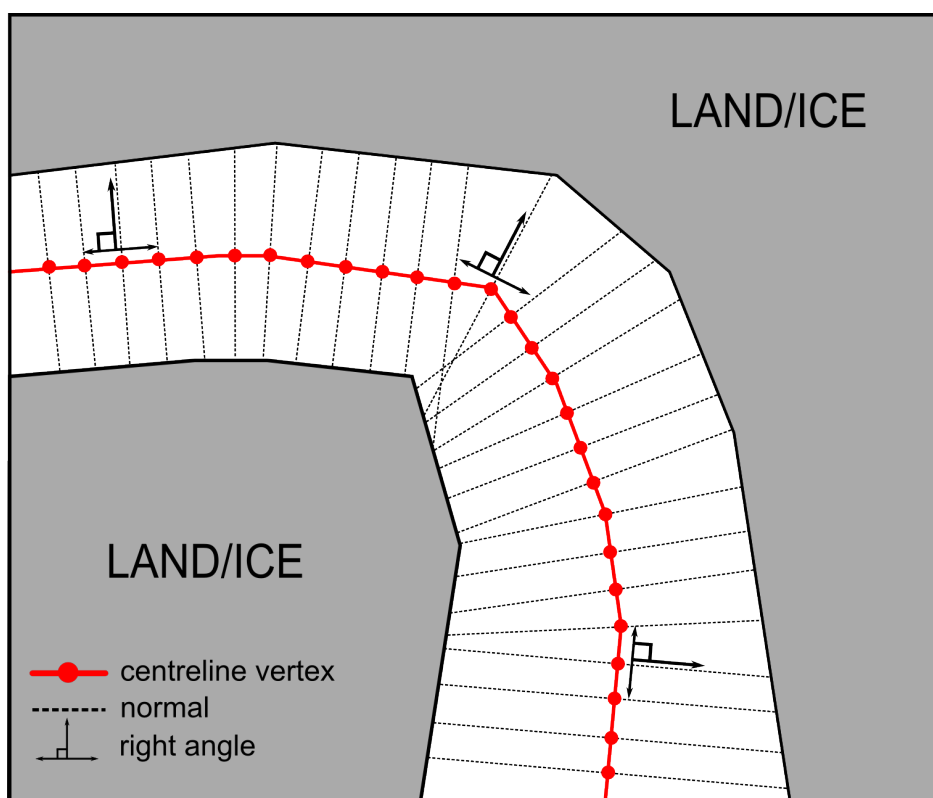 LAND/ICE
LAND/ICE
centreline vertex
normal
right angle